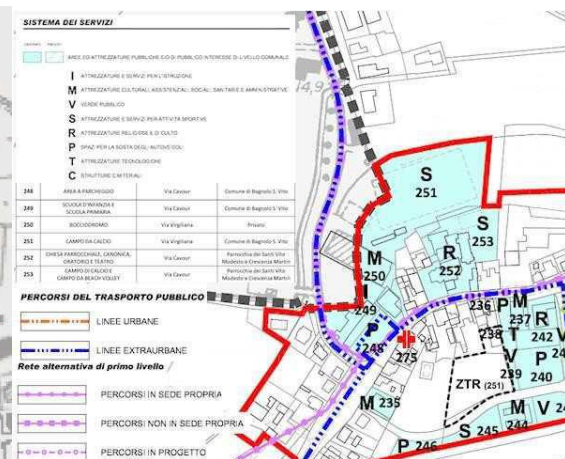 SISTEMA DEI SERVIZI
AREE ED ATTREZZATURE PUBBLICHE E/O DI PUBBLICO INTERESSE DI LIVELLO COMUNALE
I ATTREZZATURE E SERVIZI PER L'ISTRUZIONE
M ATTREZZATURE CULTURALI, ASSISTENZIALI, SOCIALI, SANITARIE E AMMINISTRATIVE
V VERDE PUBBLICO
S ATTREZZATURE E SERVIZI PER ATTIVITÀ SPORTIVE
R ATTREZZATURE RELIGIOSE E DI CULTO
P SPAZI PER LA SOSTA DEGLI AUTOVEICOLI
T ATTREZZATURE TECNOLOGICHE
C STRUTTURE CIMITERIALI
248 AREA A PARCHEGGIO Via Cavour Comune di Bagnolo S. Vito
249 SCUOLA D'INFANZIA E SCUOLA PRIMARIA Via Cavour Comune di Bagnolo S. Vito
250 BOCCIODROMO Via Virgiliana Privato
251 CAMPO DA CALCIO Via Virgiliana Comune di Bagnolo S. Vito
252 CHIESA PARROCCHIALE, CANONICA, ORATORIO E TEATRO Via Cavour Parrocchia dei Santi Vito Modesto e Crescenza Martiri
253 CAMPO DI CALCIO E CAMPO DA BEACH VOLLEY Via Cavour Parrocchia dei Santi Vito Modesto e Crescenza Martiri
PERCORSI DEL TRASPORTO PUBBLICO
LINEE URBANE
LINEE EXTRAURBANE
Rete alternativa di primo livello
PERCORSI IN SEDE PROPRIA
PERCORSI NON IN SEDE PROPRIA
PERCORSI IN PROGETTO
14,9
S
251
S
253
R
252
M
250
I
249
P
248
275
236
P
M
237
R
242
238
T
V
239
P
240
ZTR (251)
M 235
M
244
V
S 245
P 246